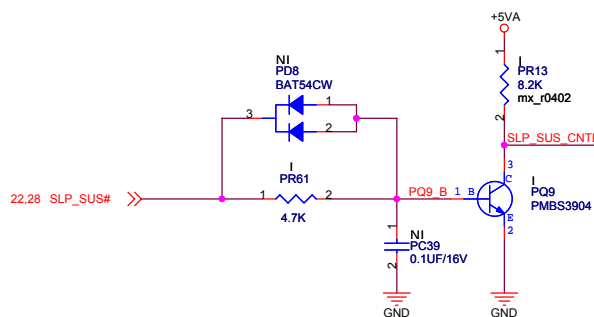 +5VA
NI
PD8
BAT54CW
3
1
2
1
I
PR13
8.2K
mx_r0402
2
SLP_SUS_CNTL
22,28 SLP_SUS#
I
PR61
1
2
4.7K
PQ9_B
1
B
3
C
E
2
I
PQ9
PMBS3904
1
NI
PC39
2
0.1UF/16V
GND
GND